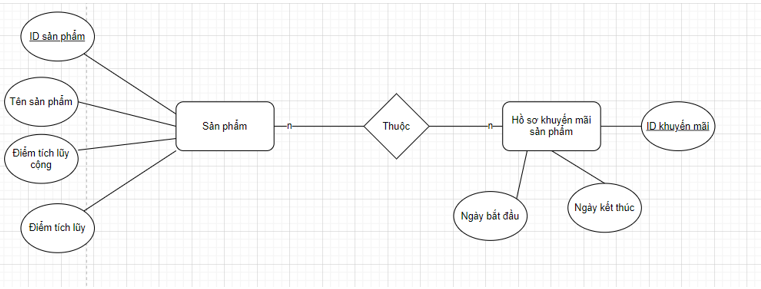 ID sản phẩm
Tên sản phẩm
Điểm tích lũy
cộng
Điểm tích lũy
Sản phẩm
n
Thuộc
n
Hồ sơ khuyến mãi
sản phẩm
ID khuyến mãi
Ngày bắt đầu
Ngày kết thúc